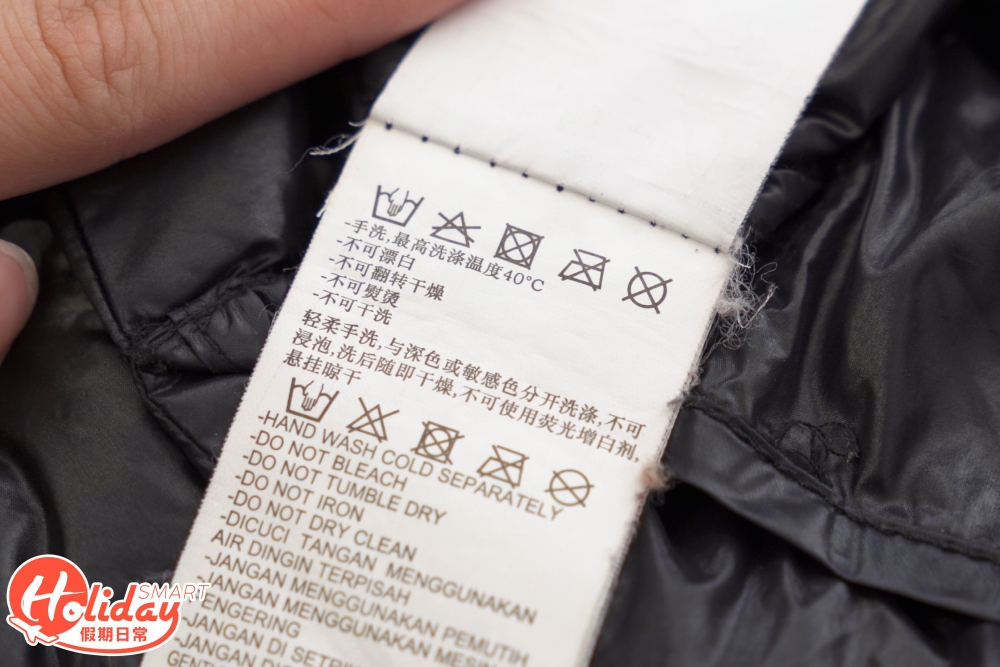 -手洗,最高洗涤温度40°C
-不可漂白
-不可翻转干燥
-不可熨烫
-不可干洗
轻柔手洗,与深色或敏感色分开洗涤,不可
浸泡,洗后随即干燥,不可使用荧光增白剂,
悬挂晾干
-HAND WASH COLD SEPARATELY
-DO NOT BLEACH
-DO NOT TUMBLE DRY
-DO NOT IRON
-DO NOT DRY CLEAN
-DICUCI TANGAN MENGGUNAKAN
AIR DINGIN TERPISAH
-JANGAN MENGGUNAKAN PEMUTIH
-JANGAN MENGGUNAKAN MESIN
ENGERING
-JANGAN DI SETRIK
-JANGAN
Holiday SMART
假期日常